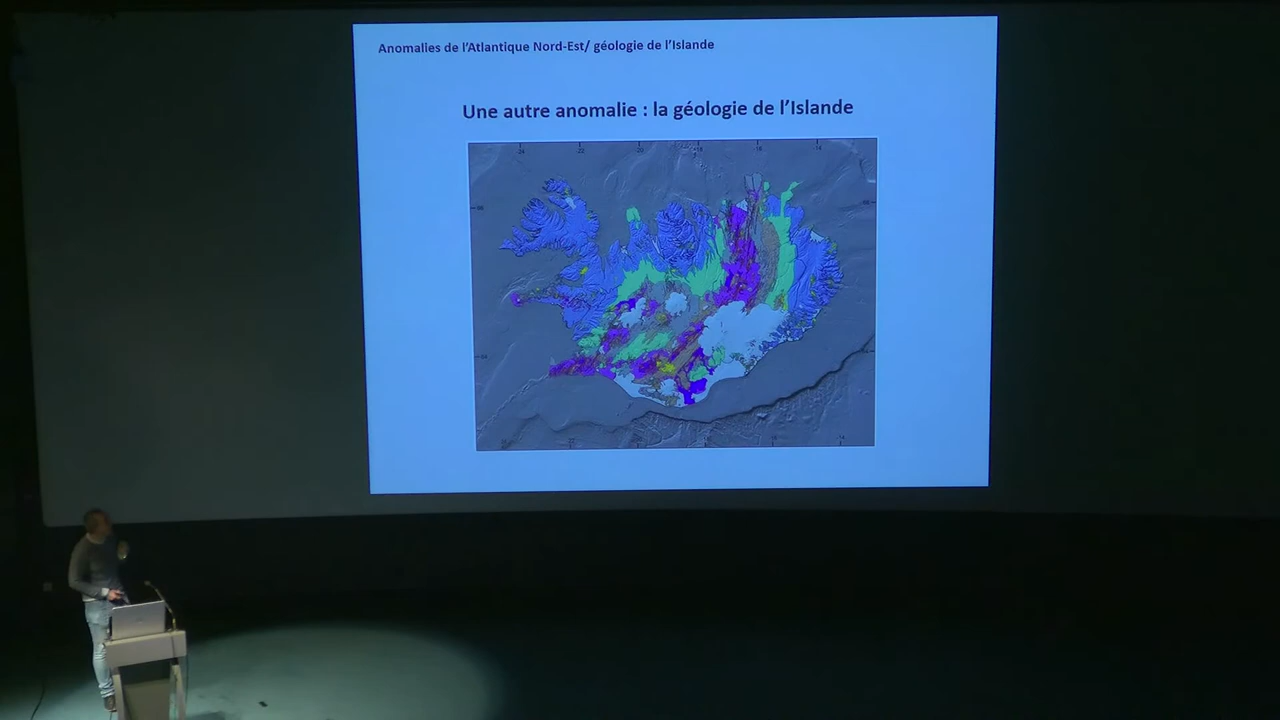 Anomalies de l'Atlantique Nord-Est/ géologie de l'Islande
Une autre anomalie : la géologie de l'Islande